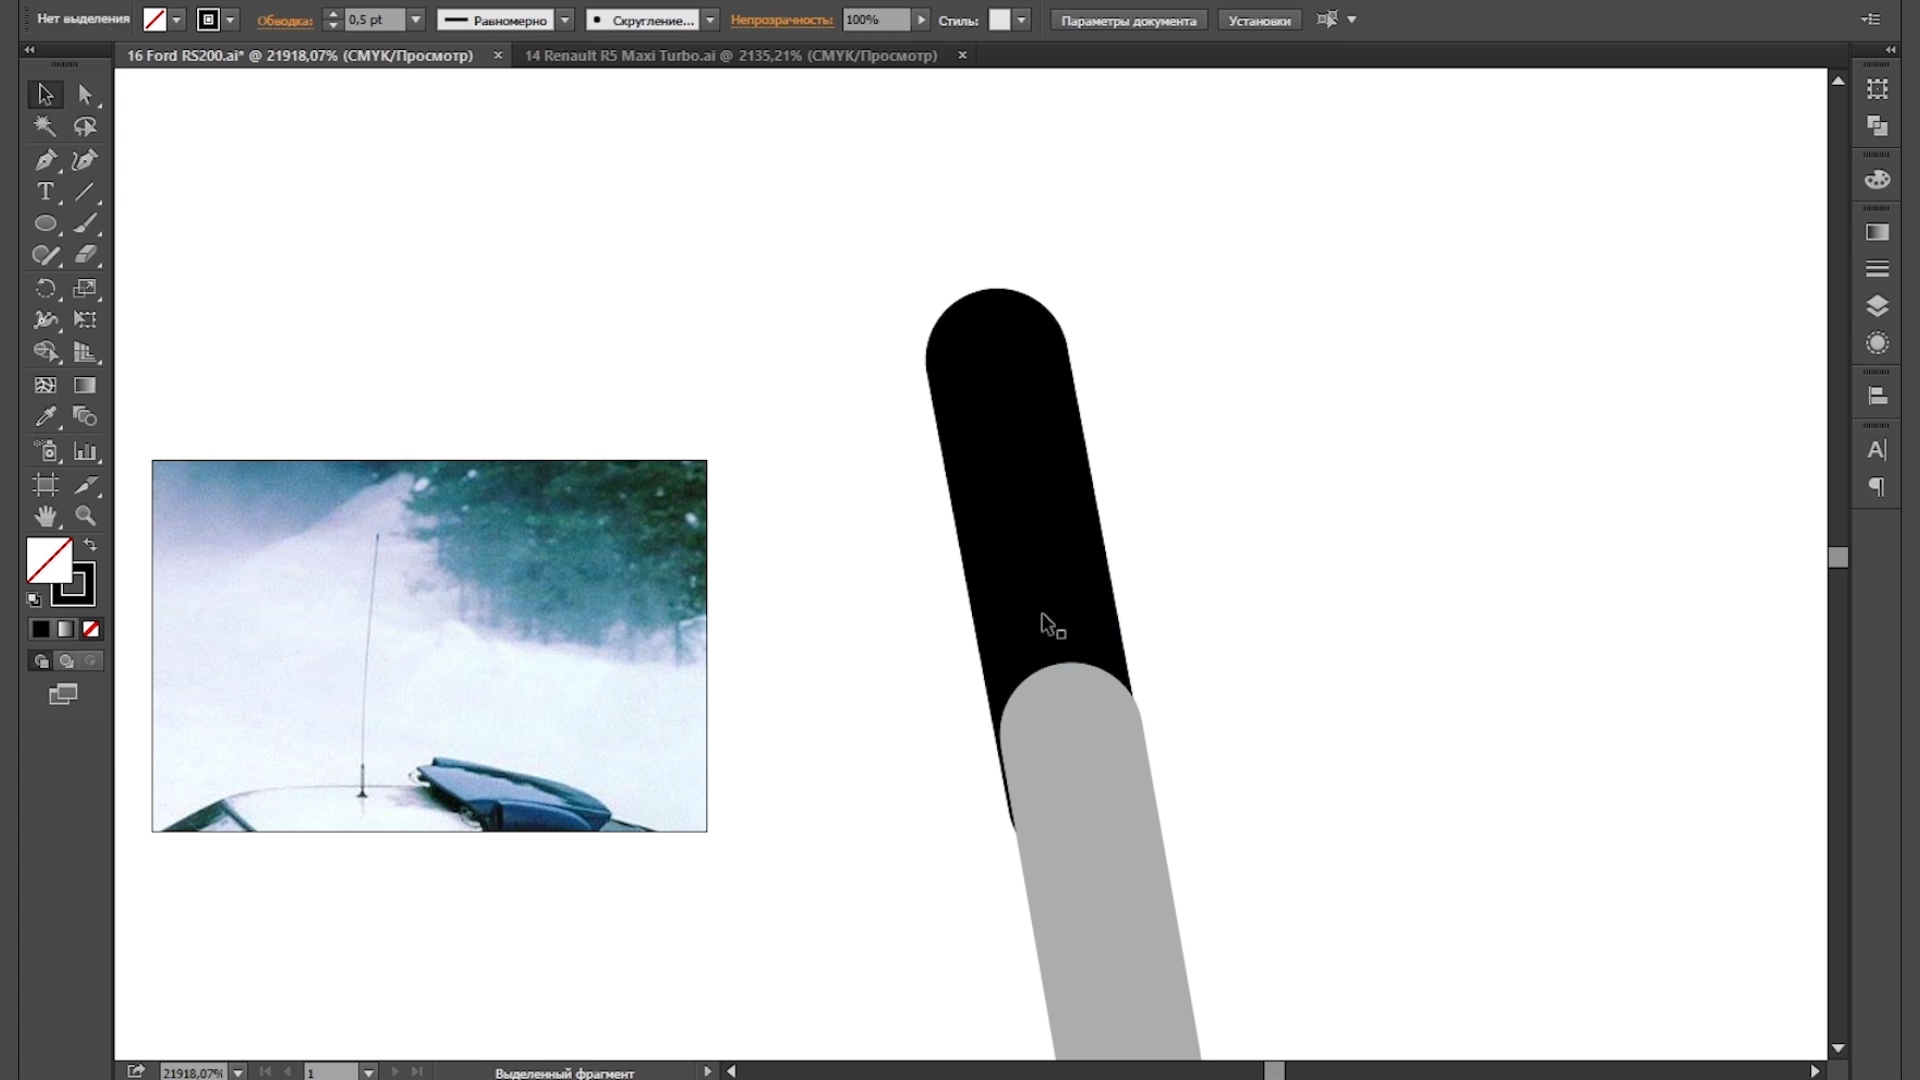 Нет выделения Обводка: 0,5 pt Равномерно Скругление... Непрозрачность: 100% Стиль: Параметры документа Установки
16 Ford RS200.ai* @ 21918,07% (CMYK/Просмотр) × 14 Renault R5 Maxi Turbo.ai @ 2135,21% (CMYK/Просмотр) ×
21918,07% 1 Выделенный фрагмент